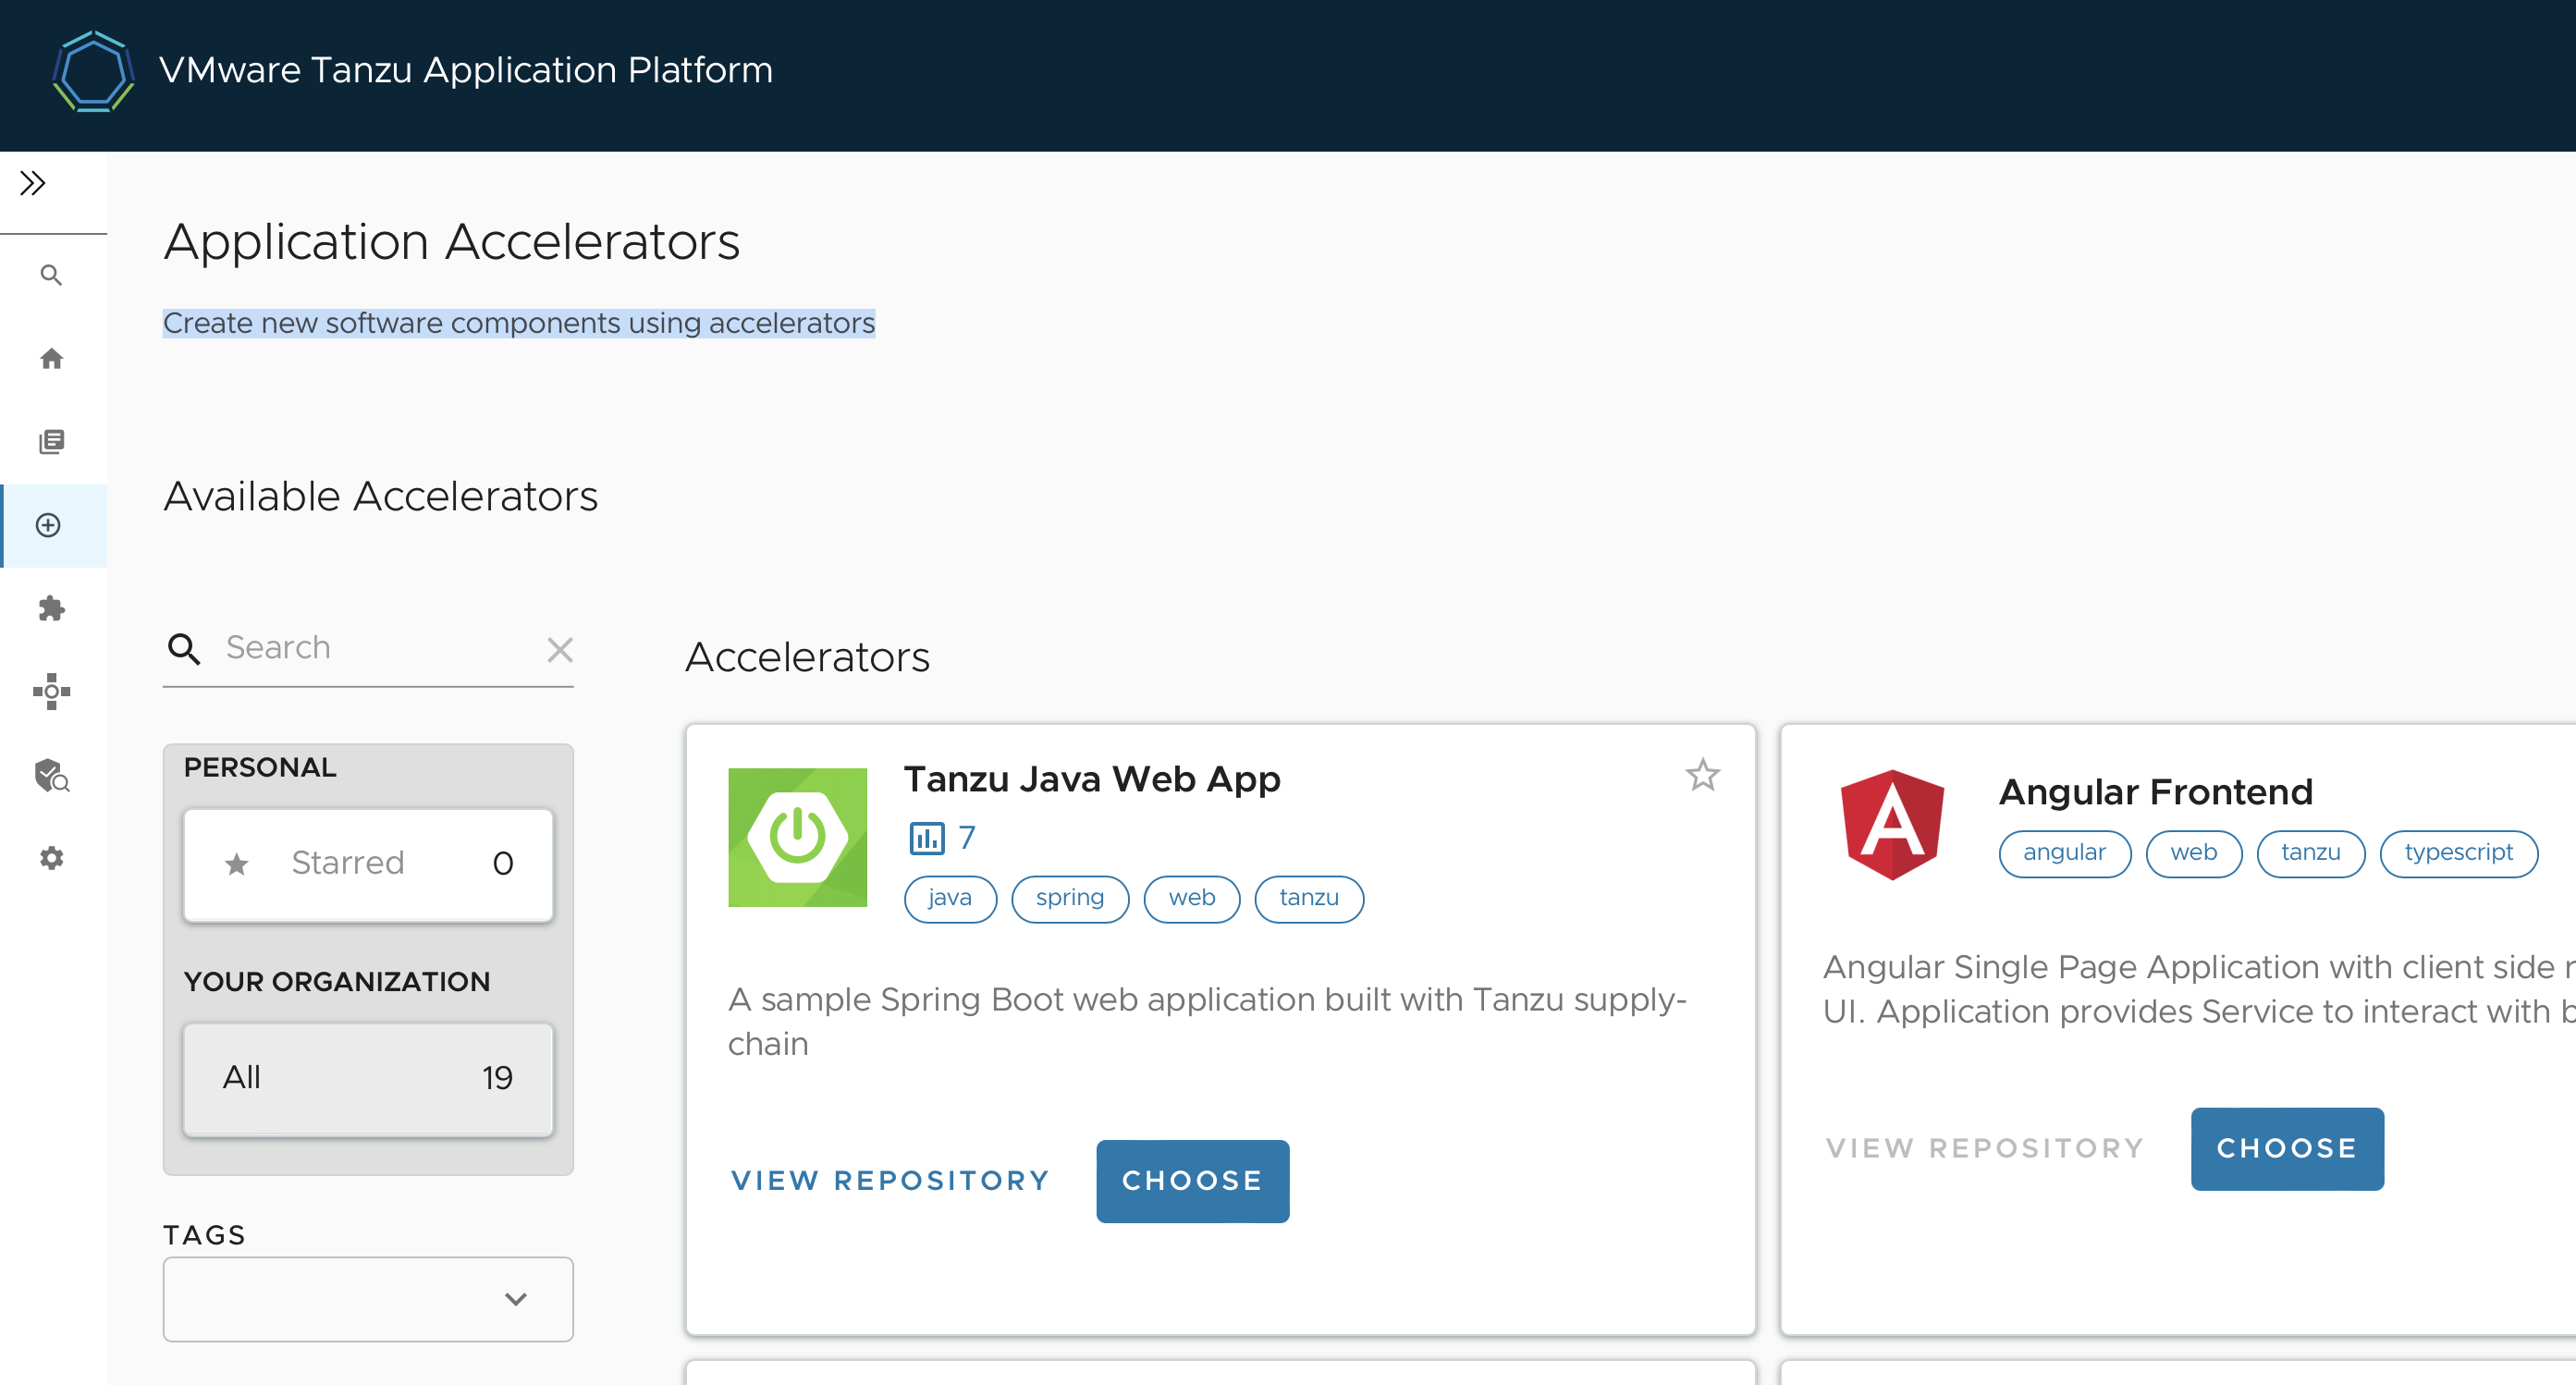 VMware Tanzu Application Platform
Application Accelerators
Create new software components using accelerators
Available Accelerators
Search
PERSONAL
Starred 0
YOUR ORGANIZATION
All 19
TAGS
Accelerators
Tanzu Java Web App
7
java spring web tanzu
A sample Spring Boot web application built with Tanzu supply-
chain
VIEW REPOSITORY CHOOSE
Angular Frontend
angular web tanzu typescript
Angular Single Page Application with client side
UI. Application provides Service to interact with
VIEW REPOSITORY CHOOSE